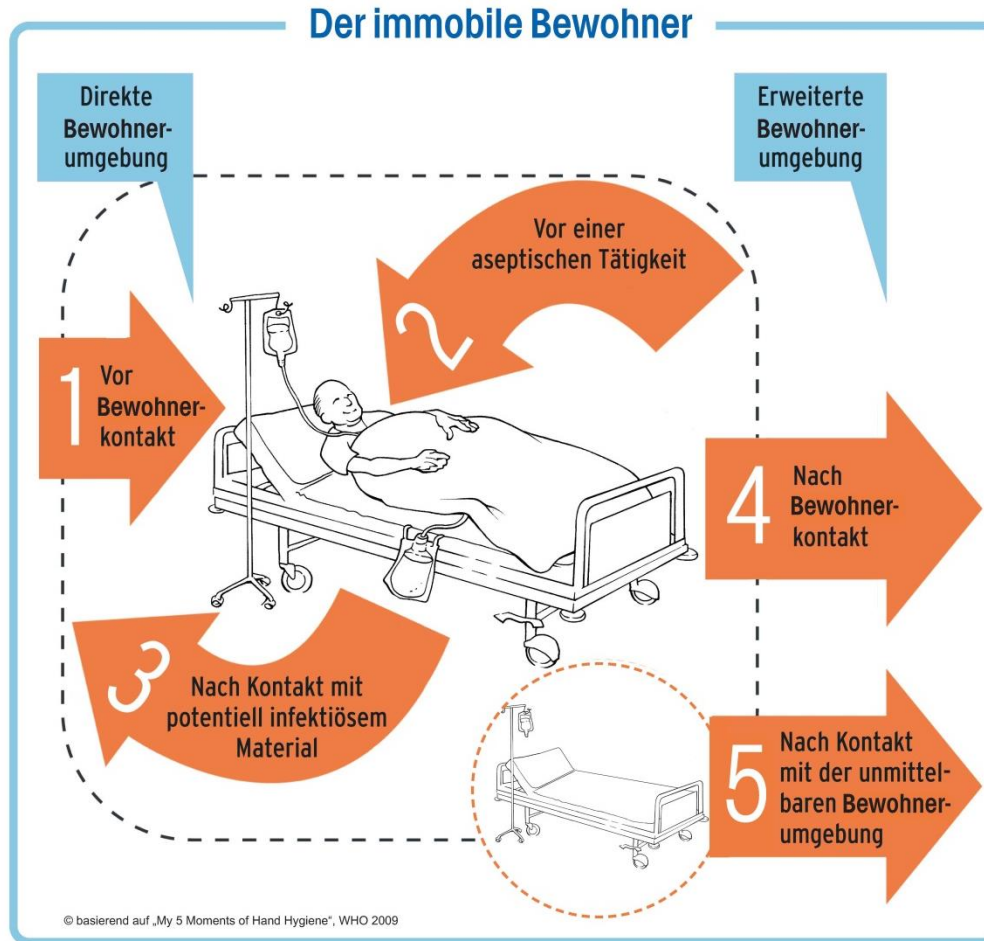 Der immobile Bewohner
Direkte
Bewohner-
umgebung
Erweiterte
Bewohner-
umgebung
1 Vor
Bewohner-
kontakt
2
Vor einer
aseptischen Tätigkeit
3
Nach Kontakt mit
potentiell infektiösem
Material
4 Nach
Bewohner-
kontakt
5 Nach Kontakt
mit der unmittel-
baren Bewohner-
umgebung
© basierend auf „My 5 Moments of Hand Hygiene“, WHO 2009